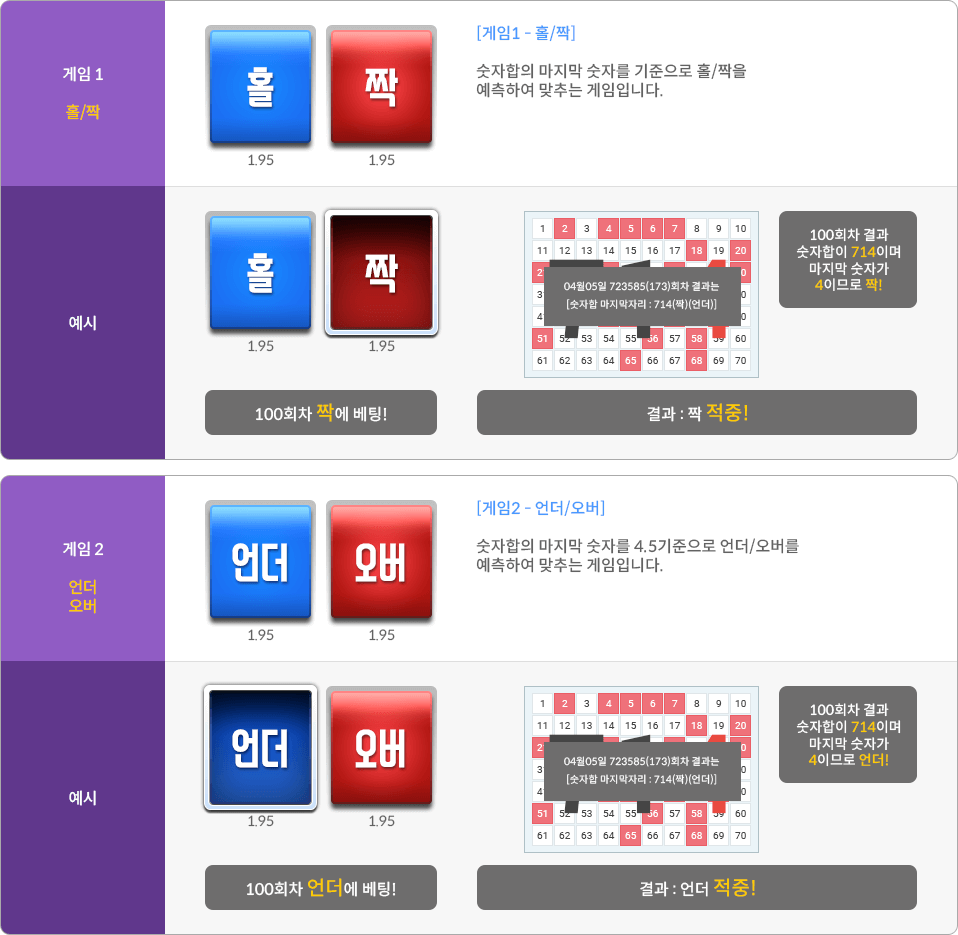 게임 1
홀/짝
홀
짝
1.95
1.95
[게임1 - 홀/짝]
숫자합의 마지막 숫자를 기준으로 홀/짝을
예측하여 맞추는 게임입니다.
예시
홀
짝
1.95
1.95
1 2 3 4 5 6 7 8 9 10
11 12 13 14 15 16 17 18 19 20
04월05일 723585(173)회차 결과는
[숫자합 마지막자리 : 714(짝)(언더)]
51 52 53 54 55 56 57 58 59 60
61 62 63 64 65 66 67 68 69 70
100회차 결과
숫자합이 714이며
마지막 숫자가
4이므로 짝!
100회차 짝에 베팅!
결과 : 짝 적중!
게임 2
언더
오버
언더
오버
1.95
1.95
[게임2 - 언더/오버]
숫자합의 마지막 숫자를 4.5기준으로 언더/오버를
예측하여 맞추는 게임입니다.
예시
언더
오버
1.95
1.95
1 2 3 4 5 6 7 8 9 10
11 12 13 14 15 16 17 18 19 20
04월05일 723585(173)회차 결과는
[숫자합 마지막자리 : 714(짝)(언더)]
51 52 53 54 55 56 57 58 59 60
61 62 63 64 65 66 67 68 69 70
100회차 결과
숫자합이 714이며
마지막 숫자가
4이므로 언더!
100회차 언더에 베팅!
결과 : 언더 적중!